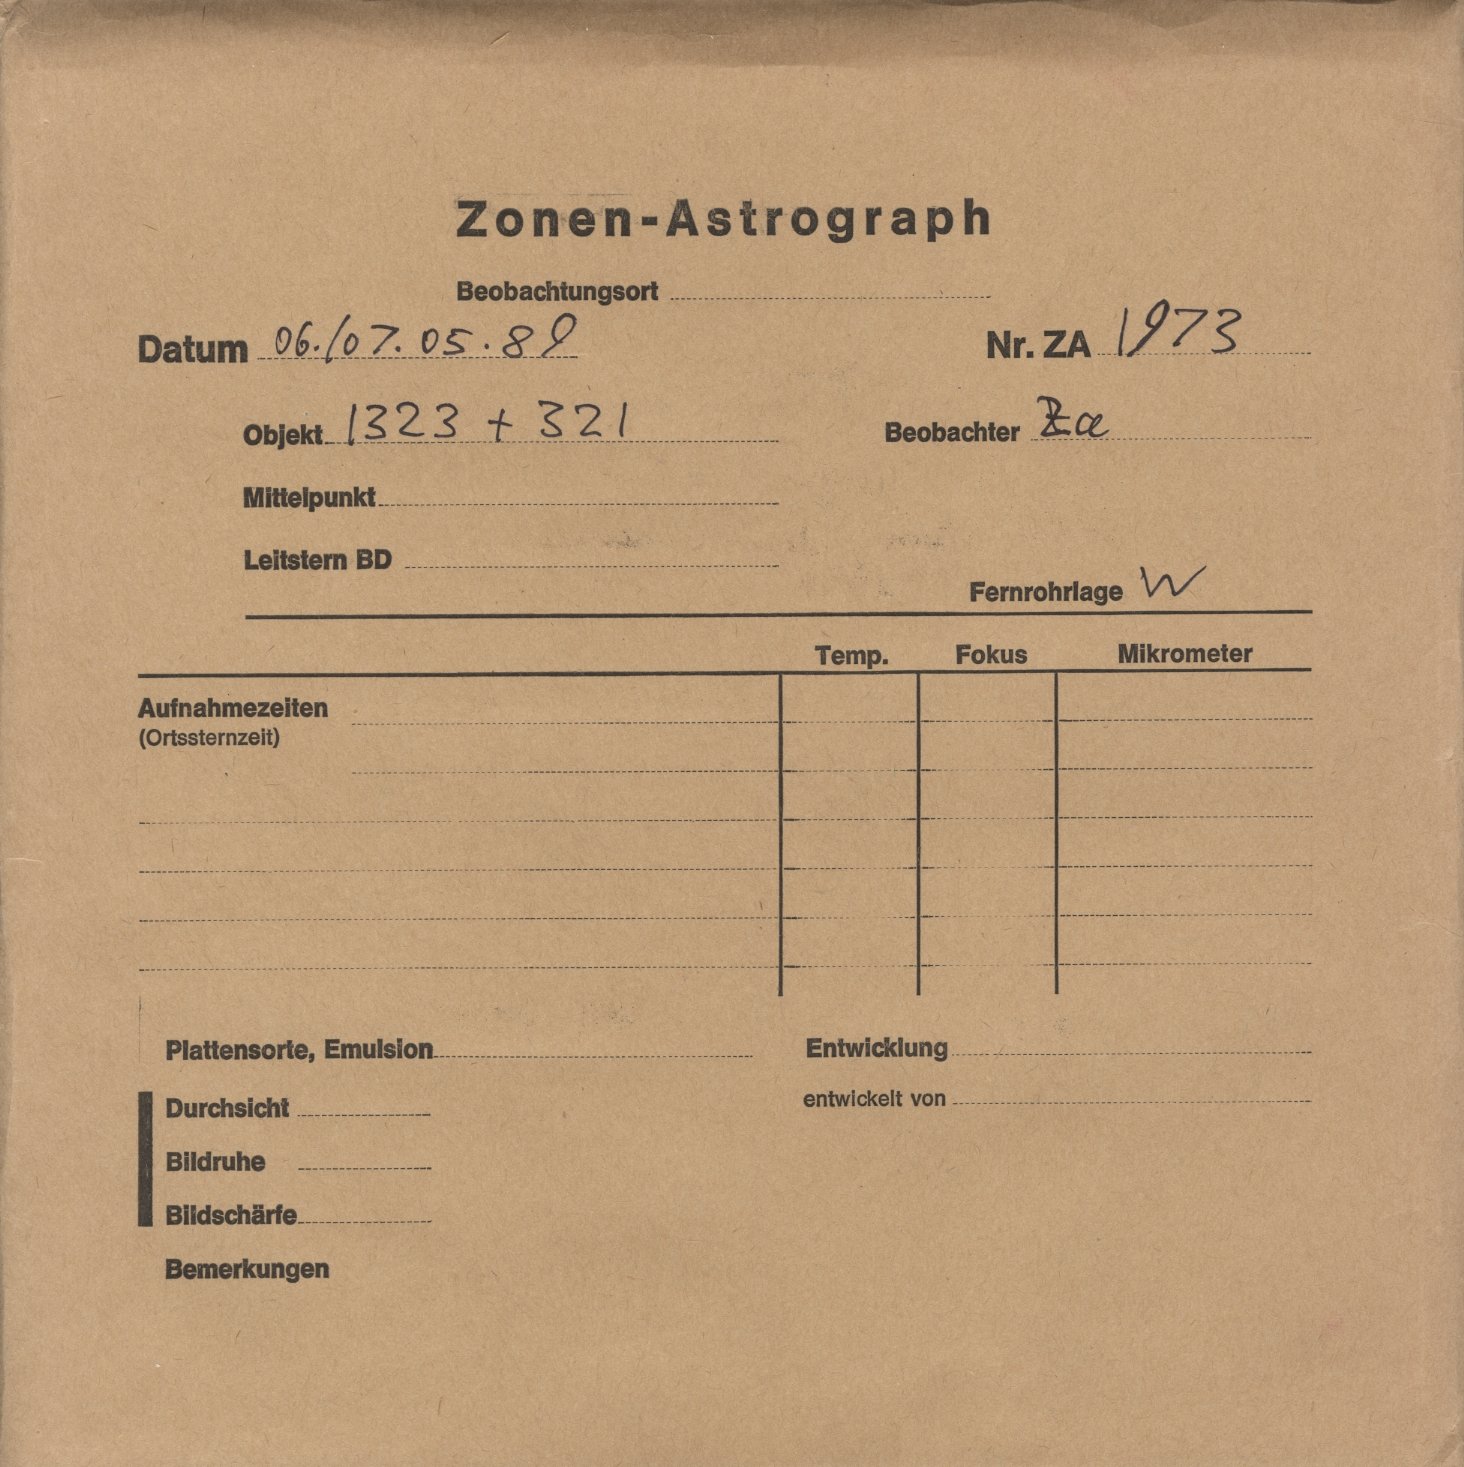 Zonen-Astrograph
Beobachtungsort
Datum 06./07.05.89 Nr. ZA 1973
Objekt 1323 + 321 Beobachter Za
Mittelpunkt
Leitstern BD
Fernrohrlage W
Temp. Fokus Mikrometer
Aufnahmezeiten
(Ortssternzeit)
Plattensorte, Emulsion Entwicklung
Durchsicht entwickelt von
Bildruhe
Bildschärfe
Bemerkungen